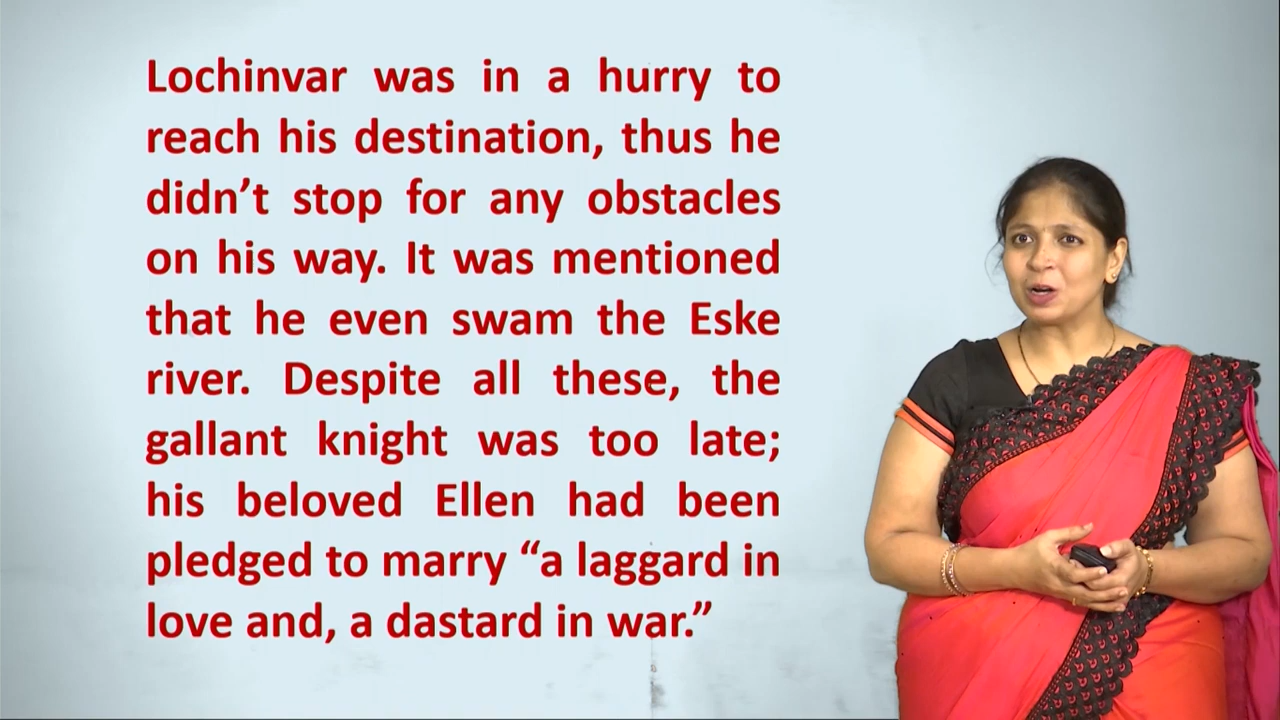 Lochinvar was in a hurry to
reach his destination, thus he
didn’t stop for any obstacles
on his way. It was mentioned
that he even swam the Eske
river. Despite all these, the
gallant knight was too late;
his beloved Ellen had been
pledged to marry “a laggard in
love and, a dastard in war.”